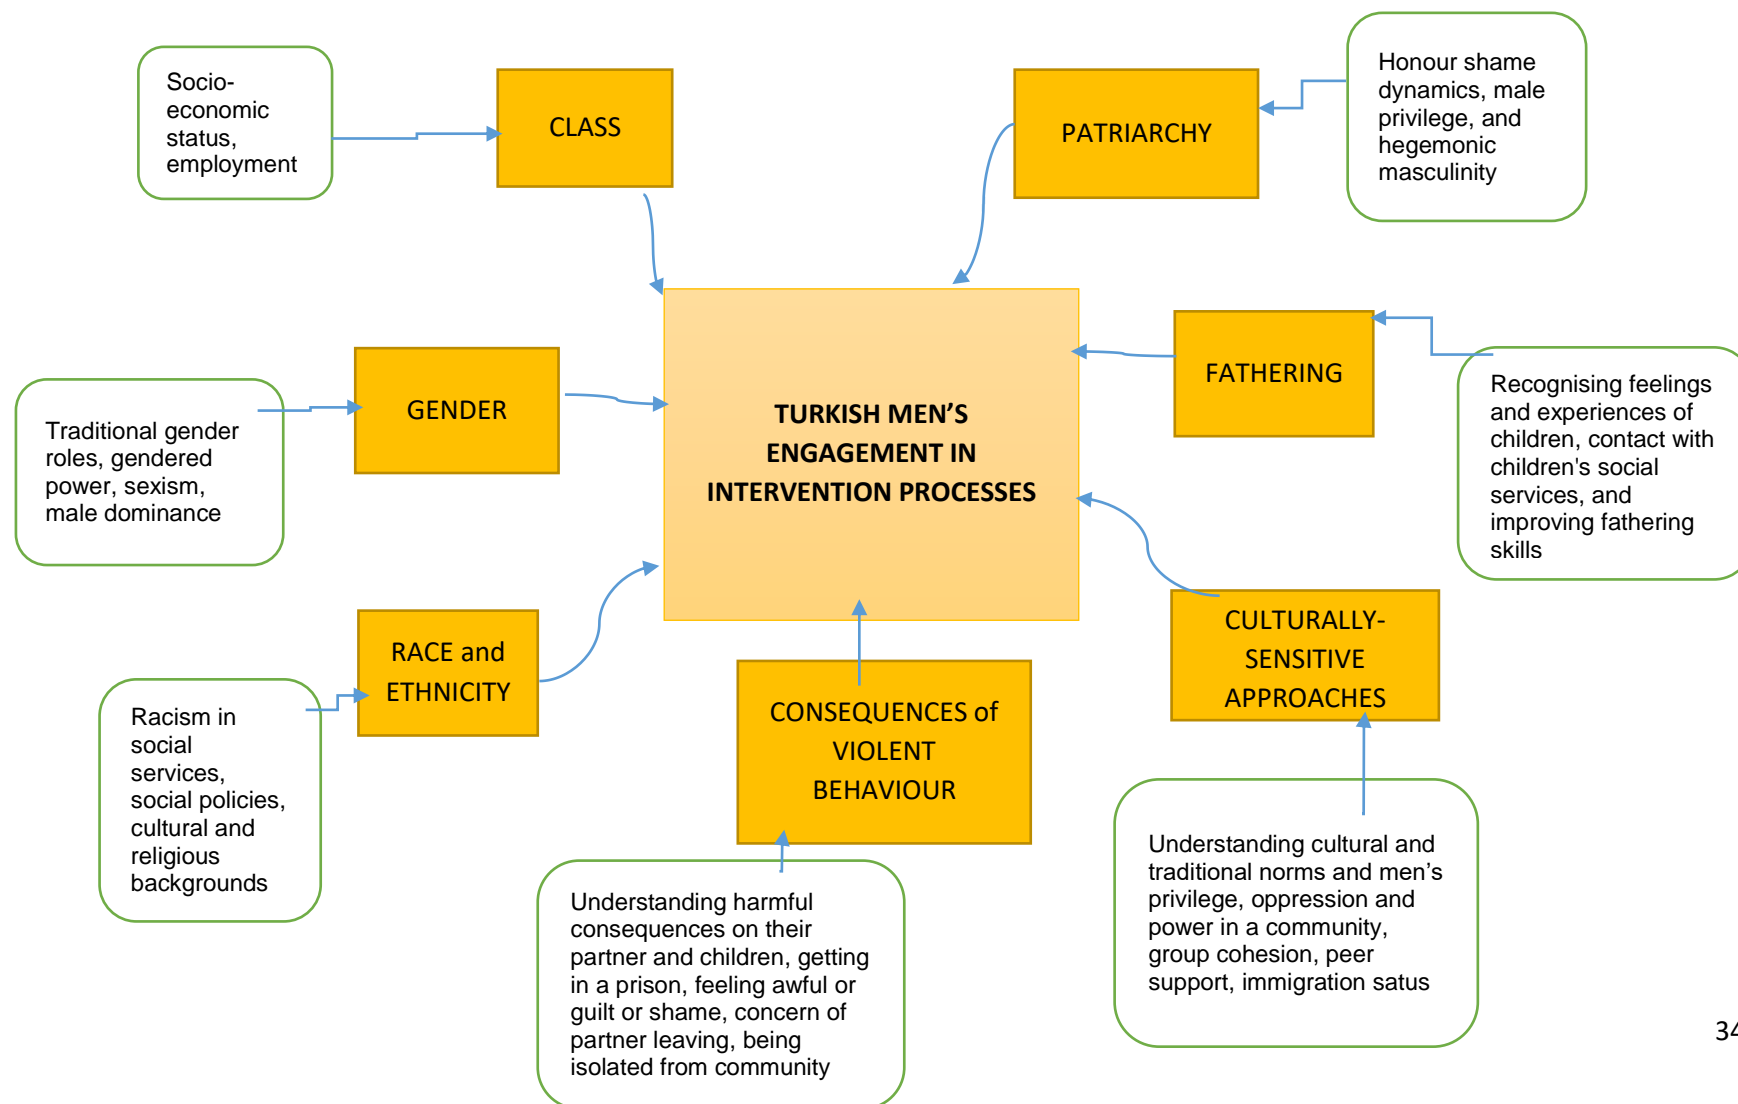 Socio-
economic
status,
employment
CLASS
PATRIARCHY
Honour shame
dynamics, male
privilege, and
hegemonic
masculinity
Traditional gender
roles, gendered
power, sexism,
male dominance
GENDER
TURKISH MEN’S
ENGAGEMENT IN
INTERVENTION PROCESSES
FATHERING
Recognising feelings
and experiences of
children, contact with
children's social
services, and
improving fathering
skills
Racism in
social
services,
social policies,
cultural and
religious
backgrounds
RACE and
ETHNICITY
CONSEQUENCES of
VIOLENT
BEHAVIOUR
CULTURALLY-
SENSITIVE
APPROACHES
Understanding harmful
consequences on their
partner and children, getting
in a prison, feeling awful or
guilt or shame, concern of
partner leaving, being
isolated from community
Understanding cultural and
traditional norms and men’s
privilege, oppression and
power in a community,
group cohesion, peer
support, immigration satus
34